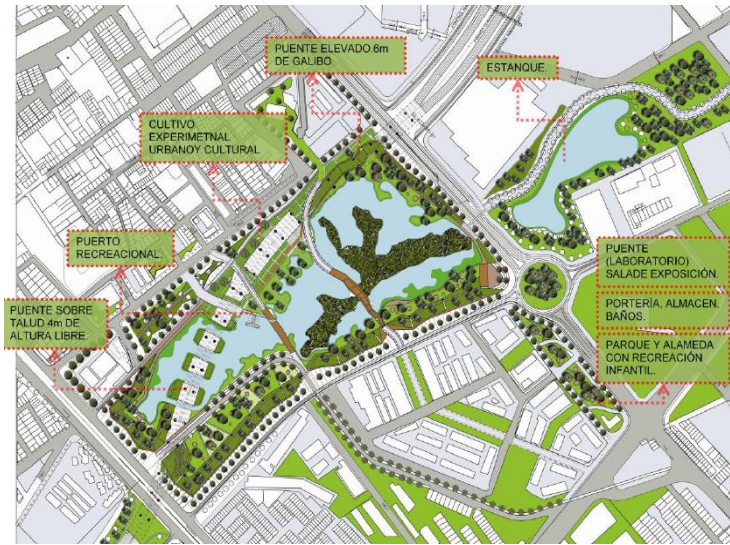 PUENTE ELEVADO.6m
DE GALIBO
ESTANQUE.
CULTIVO
EXPERIMETNAL
URBANOY CULTURAL
PUERTO
RECREACIONAL.
PUENTE SOBRE
TALUD 4m DE
ALTURA LIBRE.
PUENTE
(LABORATORIO)
SALADE EXPOSICIÓN.
PORTERÍA, ALMACEN,
BAÑOS.
PARQUE Y ALAMEDA
CON RECREACIÓN
INFANTIL.